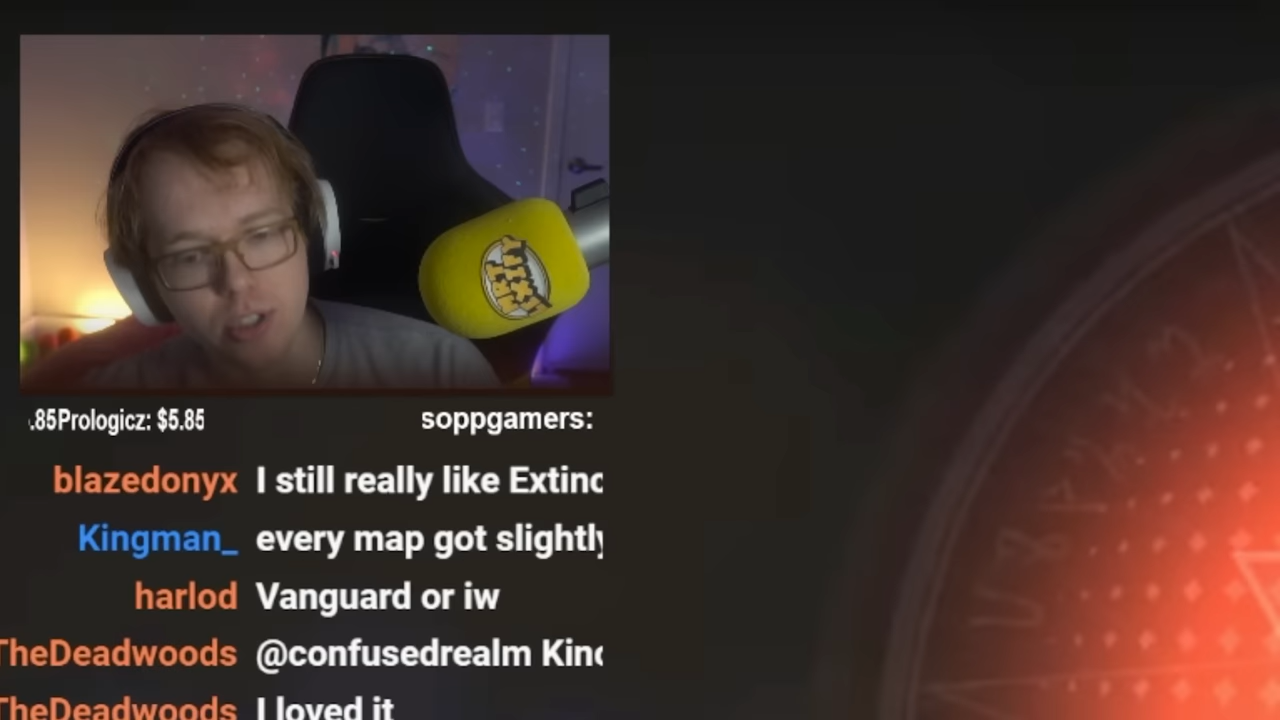 .85Prologicz: $5.85
soppgamers:
blazedonyx I still really like Extinc
Kingman_ every map got slightly
harlod Vanguard or iw
TheDeadwoods @confusedrealm Kinc
TheDeadwoods I loved it